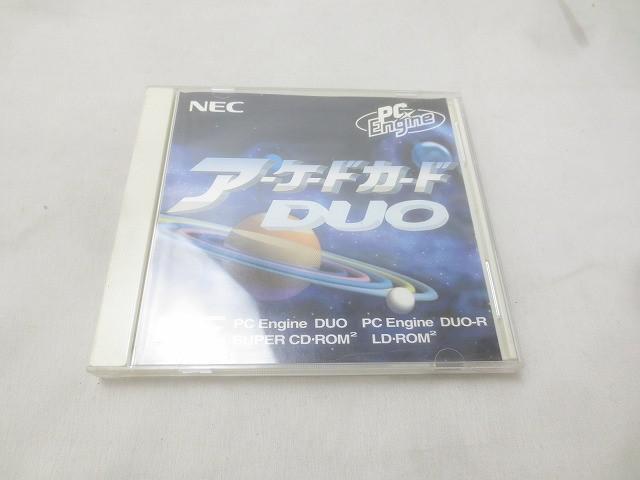 NEC
PC Engine
アーケードカード
DUO
PC Engine DUO PC Engine DUO-R
SUPER CD・ROM² LD・ROM²